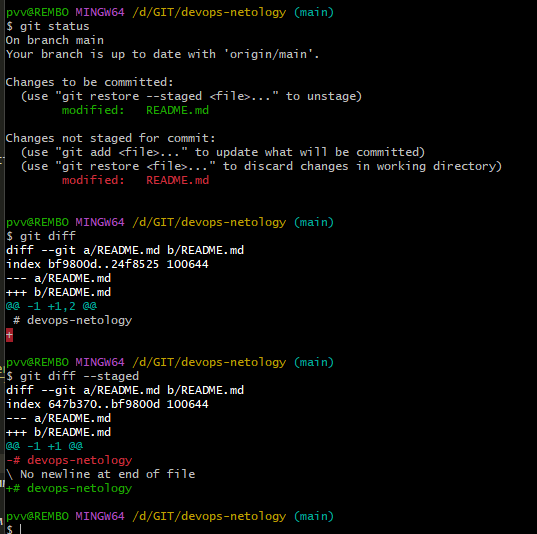 pvv@REMBO MINGW64 /d/GIT/devops-netology (main)
$ git status
On branch main
Your branch is up to date with 'origin/main'.
Changes to be committed:
  (use "git restore --staged <file>..." to unstage)
        modified:   README.md
Changes not staged for commit:
  (use "git add <file>..." to update what will be committed)
  (use "git restore <file>..." to discard changes in working directory)
        modified:   README.md
pvv@REMBO MINGW64 /d/GIT/devops-netology (main)
$ git diff
diff --git a/README.md b/README.md
index bf9800d..24f8525 100644
--- a/README.md
+++ b/README.md
@@ -1 +1,2 @@
 # devops-netology
+
pvv@REMBO MINGW64 /d/GIT/devops-netology (main)
$ git diff --staged
diff --git a/README.md b/README.md
index 647b370..bf9800d 100644
--- a/README.md
+++ b/README.md
@@ -1 +1 @@
-# devops-netology
\ No newline at end of file
+# devops-netology
pvv@REMBO MINGW64 /d/GIT/devops-netology (main)
$